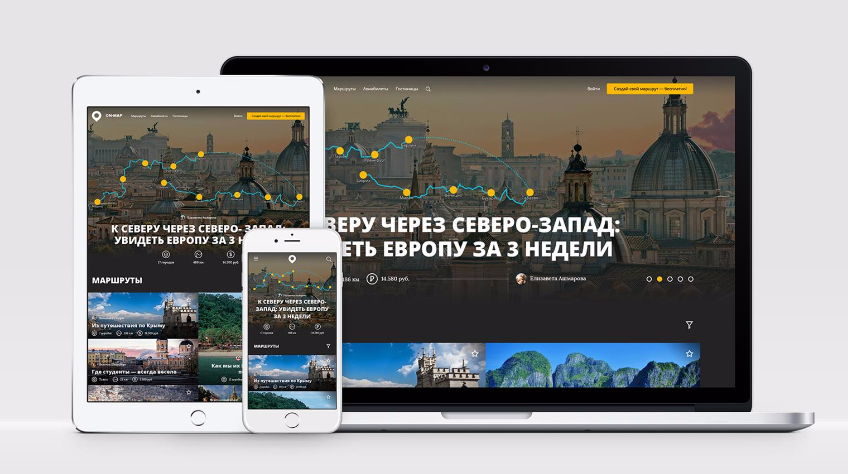 ON-MAP Маршруты Авиабилеты Гостиницы Войти Создай свой маршрут — бесплатно!
К СЕВЕРУ ЧЕРЕЗ СЕВЕРО-ЗАПАД:
УВИДЕТЬ ЕВРОПУ ЗА 3 Н
МАРШРУТЫ
Из путешествия по Крыму
Где студенты — всегда весело
Как мы их
К СЕВЕРУ ЧЕРЕЗ СЕВЕРО-
ЗАПАД: УВИДЕТЬ ЕВРОПУ
ЗА 3 НЕДЕЛИ
МАРШРУТЫ
Из путешествия по Крыму
Маршруты Авиабилеты Гостиницы Войти Создай свой маршрут — бесплатно!
ВЕРУ ЧЕРЕЗ СЕВЕРО-ЗАПАД:
ЕТЬ ЕВРОПУ ЗА 3 НЕДЕЛИ
км 14.580 руб. Елизавета Ашмарова